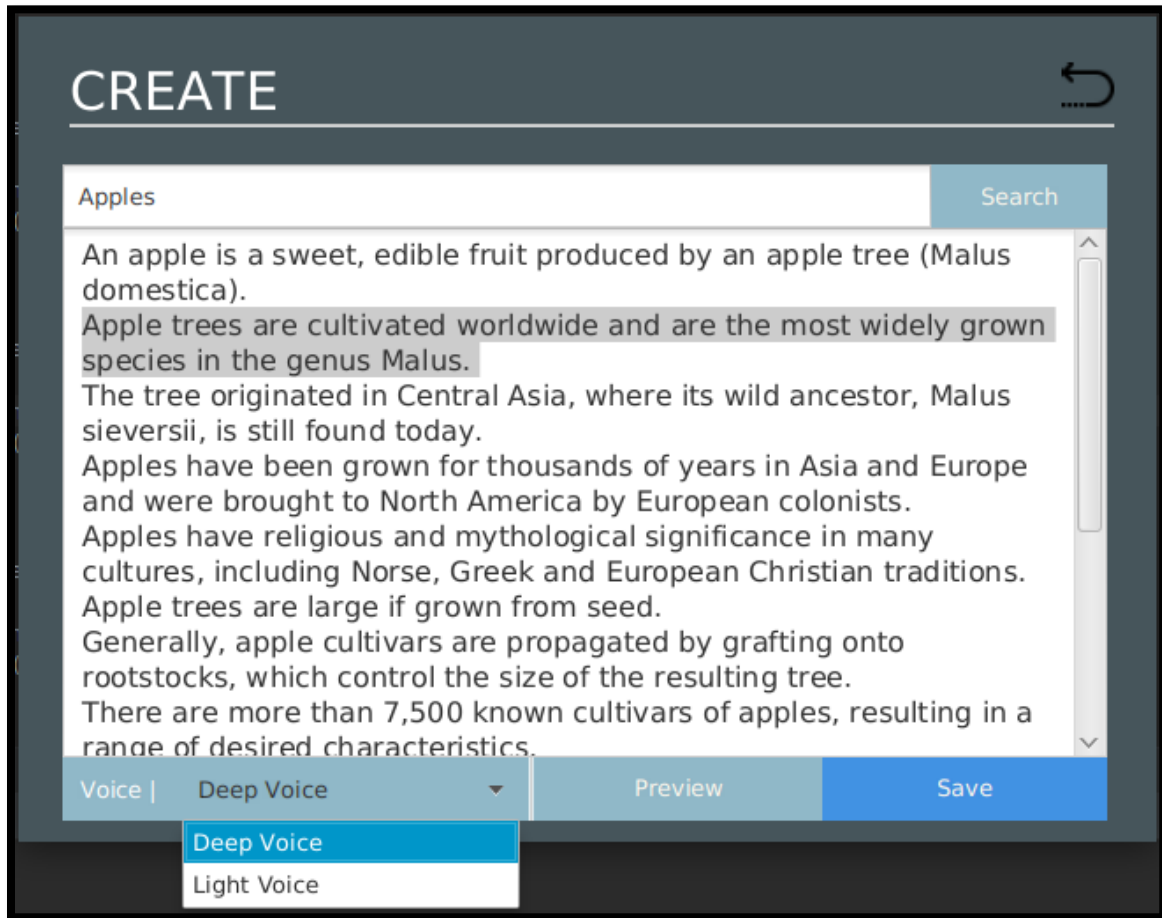 CREATE
Apples
Search
An apple is a sweet, edible fruit produced by an apple tree (Malus
domestica).
Apple trees are cultivated worldwide and are the most widely grown
species in the genus Malus.
The tree originated in Central Asia, where its wild ancestor, Malus
sieversii, is still found today.
Apples have been grown for thousands of years in Asia and Europe
and were brought to North America by European colonists.
Apples have religious and mythological significance in many
cultures, including Norse, Greek and European Christian traditions.
Apple trees are large if grown from seed.
Generally, apple cultivars are propagated by grafting onto
rootstocks, which control the size of the resulting tree.
There are more than 7,500 known cultivars of apples, resulting in a
range of desired characteristics.
Voice | Deep Voice
Preview
Save
Deep Voice
Light Voice